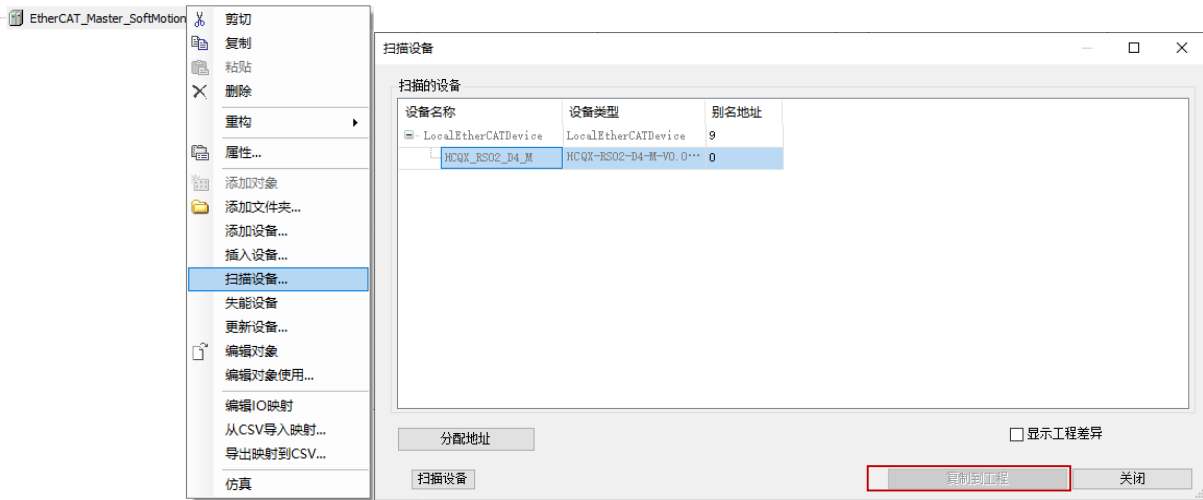 EtherCAT_Master_SoftMotion
剪切
复制
粘贴
删除
重构
属性...
添加对象
添加文件夹...
添加设备...
插入设备...
扫描设备...
失能设备
更新设备...
编辑对象
编辑对象使用...
编辑IO映射
从CSV导入映射...
导出映射到CSV...
仿真
扫描设备
扫描的设备
设备名称 设备类型 别名地址
LocalEtherCATDevice LocalEtherCATDevice 9
HCQX_RS02_D4_M HCQX-RS02-D4-M-V0.0... 0
分配地址
显示工程差异
扫描设备
复制到工程
关闭